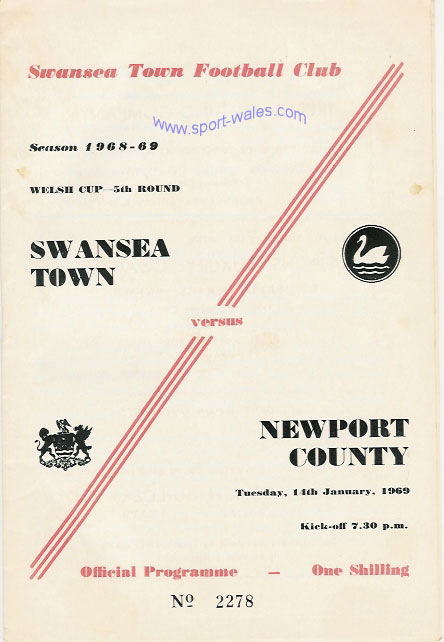 Swansea Town Football Club
www.sport-wales.com
Season 1968-69
WELSH CUP—5th ROUND
SWANSEA
TOWN
versus
NEWPORT
COUNTY
Tuesday, 14th January, 1969
Kick-off 7.30 p.m.
Official Programme — One Shilling
No 2278